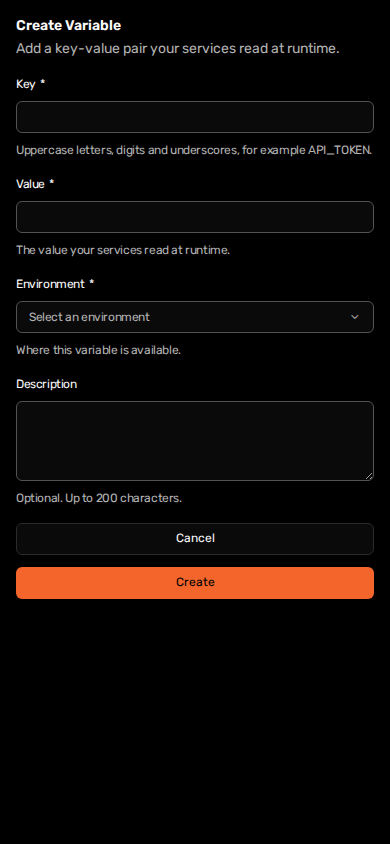 Create Variable
Add a key-value pair your services read at runtime.
Key *
Uppercase letters, digits and underscores, for example API_TOKEN.
Value *
The value your services read at runtime.
Environment *
Select an environment
Where this variable is available.
Description
Optional. Up to 200 characters.
Cancel
Create